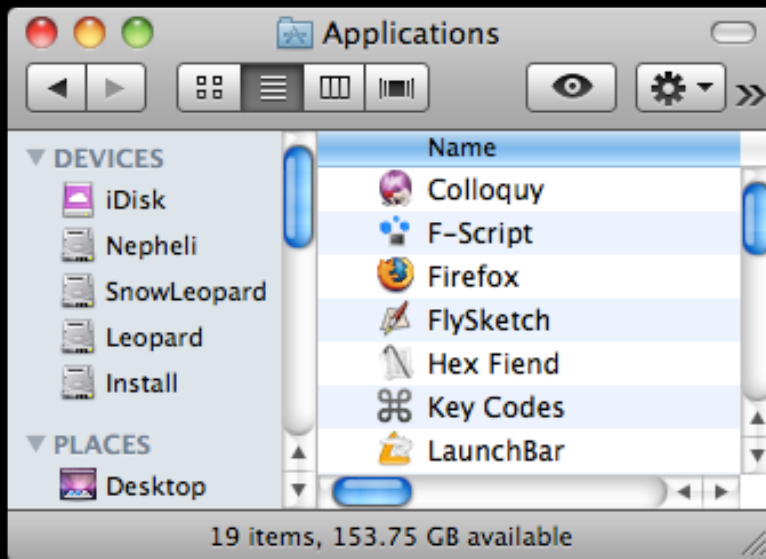 Applications
DEVICES
iDisk
Nepheli
SnowLeopard
Leopard
Install
PLACES
Desktop
Name
Colloquy
F-Script
Firefox
FlySketch
Hex Fiend
Key Codes
LaunchBar
19 items, 153.75 GB available